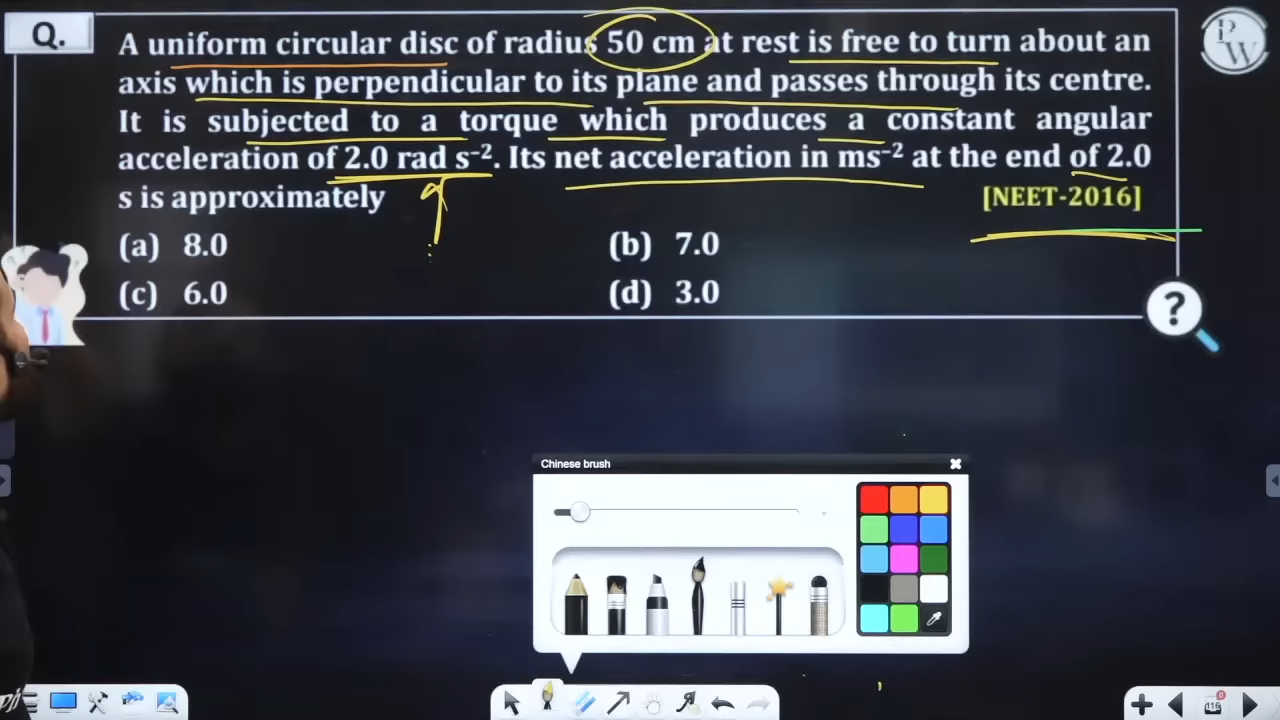 Q.
A uniform circular disc of radius 50 cm at rest is free to turn about an
axis which is perpendicular to its plane and passes through its centre.
It is subjected to a torque which produces a constant angular
acceleration of 2.0 rad s⁻². Its net acceleration in ms⁻² at the end of 2.0
s is approximately
[NEET-2016]
(a) 8.0
(b) 7.0
(c) 6.0
(d) 3.0
P
W
?
Chinese brush
116